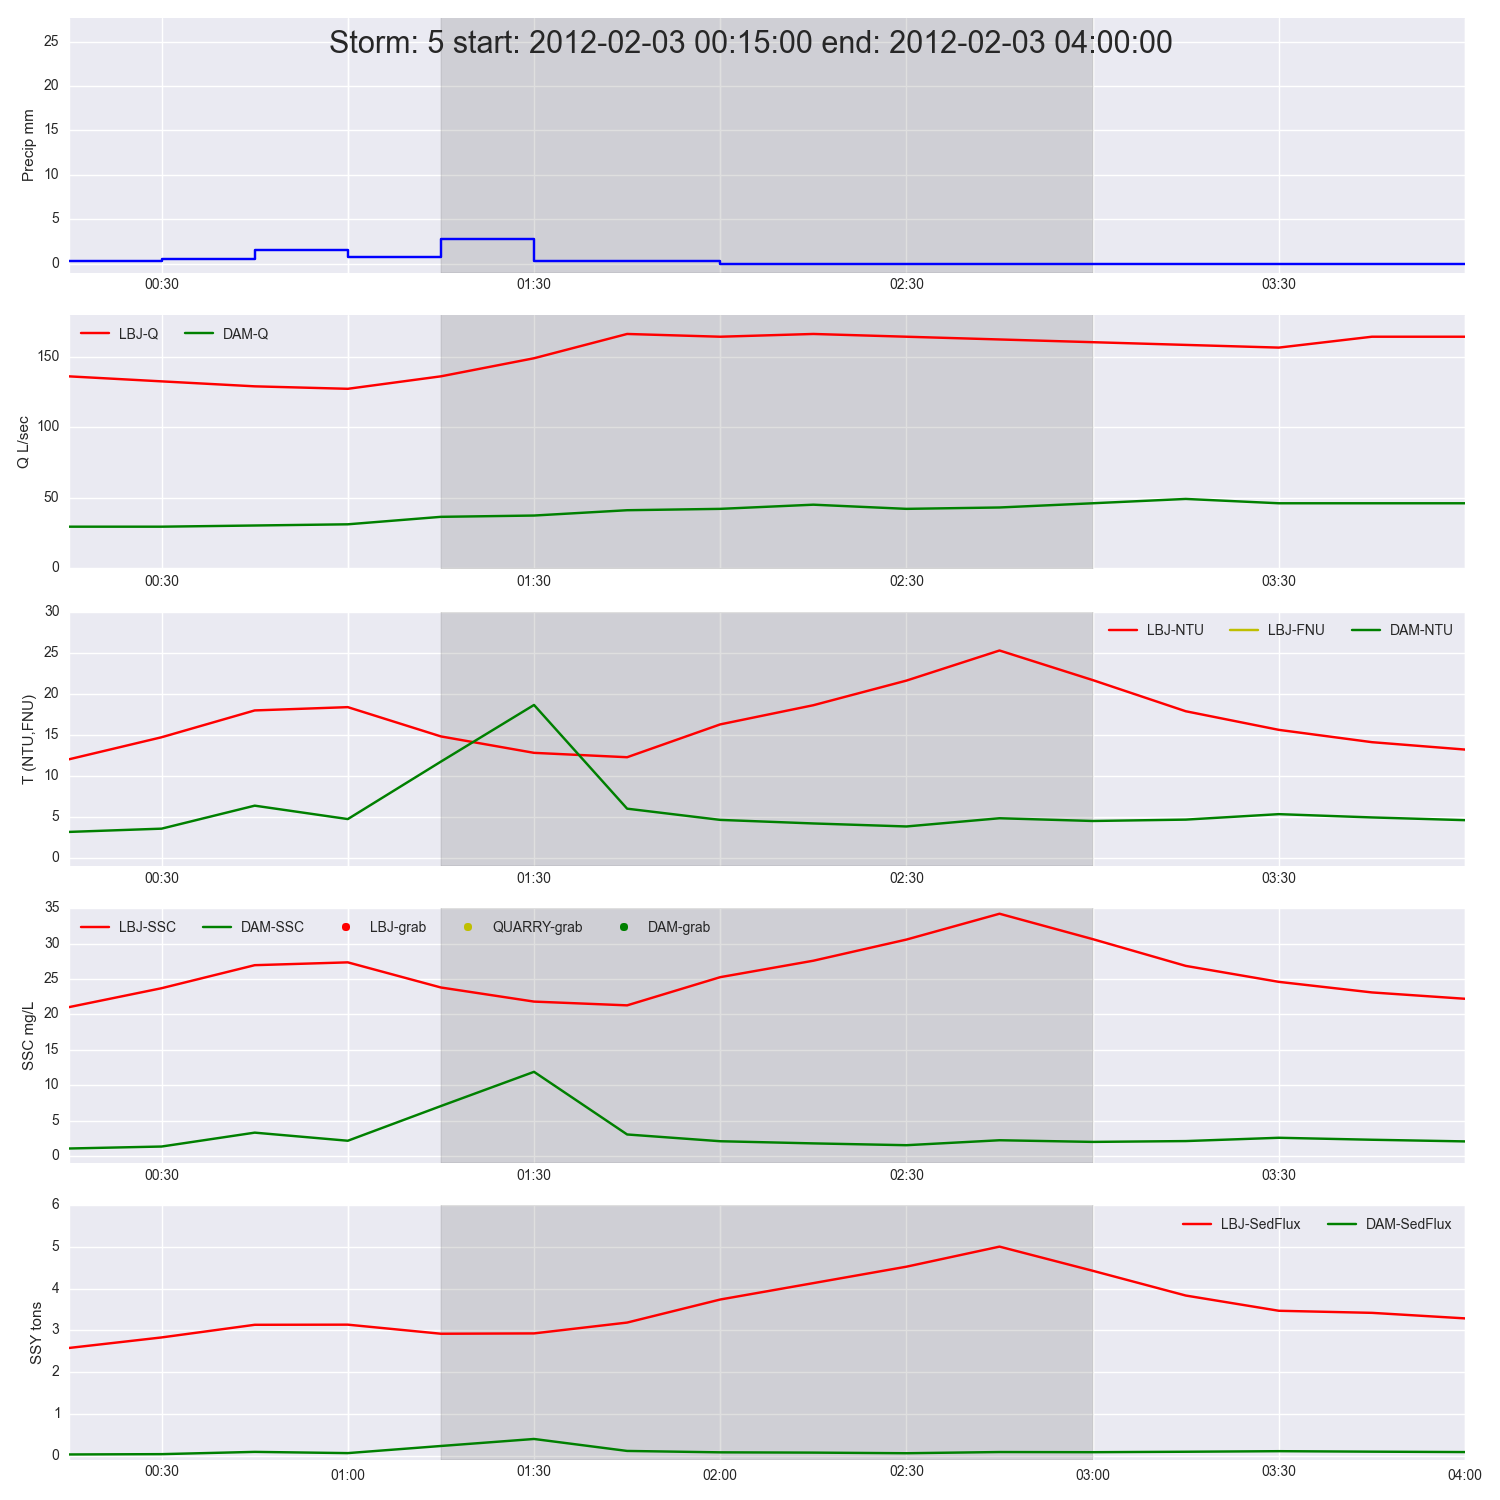 Storm: 5 start: 2012-02-03 00:15:00 end: 2012-02-03 04:00:00
Precip mm
25
20
15
10
5
0
00:30 01:30 02:30 03:30
LBJ-Q DAM-Q
Q L/sec
150
100
50
0
00:30 01:30 02:30 03:30
LBJ-NTU LBJ-FNU DAM-NTU
T (NTU,FNU)
30
25
20
15
10
5
0
00:30 01:30 02:30 03:30
LBJ-SSC DAM-SSC LBJ-grab QUARRY-grab DAM-grab
SSC mg/L
35
30
25
20
15
10
5
0
00:30 01:30 02:30 03:30
LBJ-SedFlux DAM-SedFlux
SSY tons
6
5
4
3
2
1
0
00:30 01:00 01:30 02:00 02:30 03:00 03:30 04:00